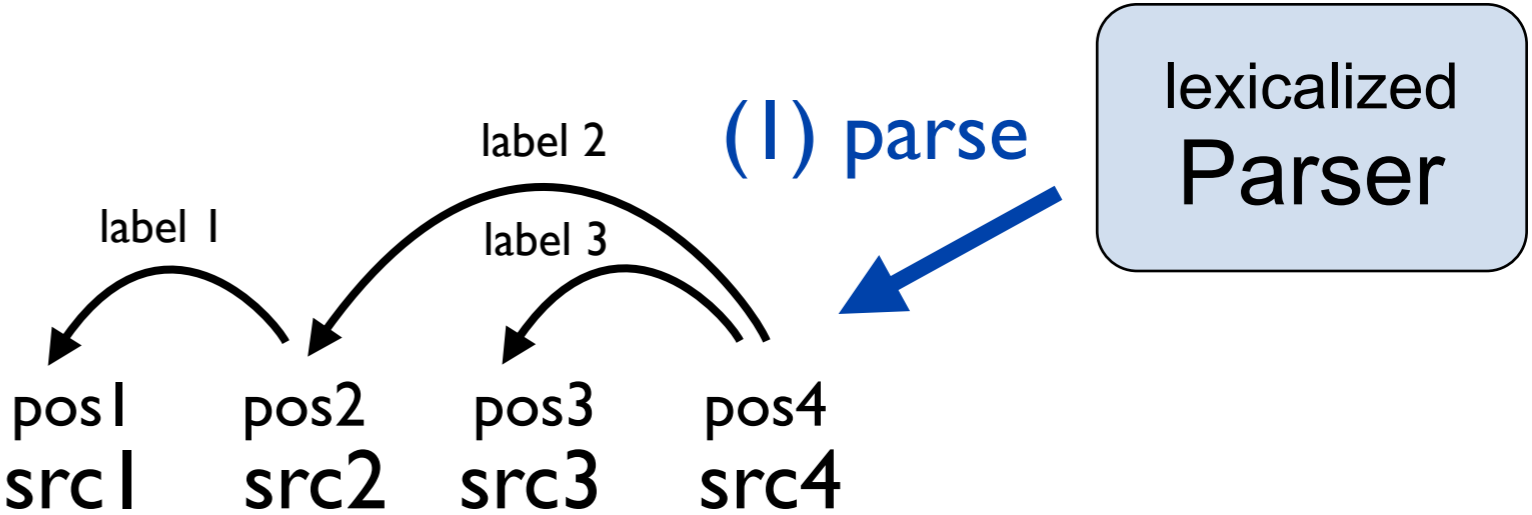 lexicalized
Parser
(1) parse
label 2
label 1
label 3
pos1 pos2 pos3 pos4
src1 src2 src3 src4